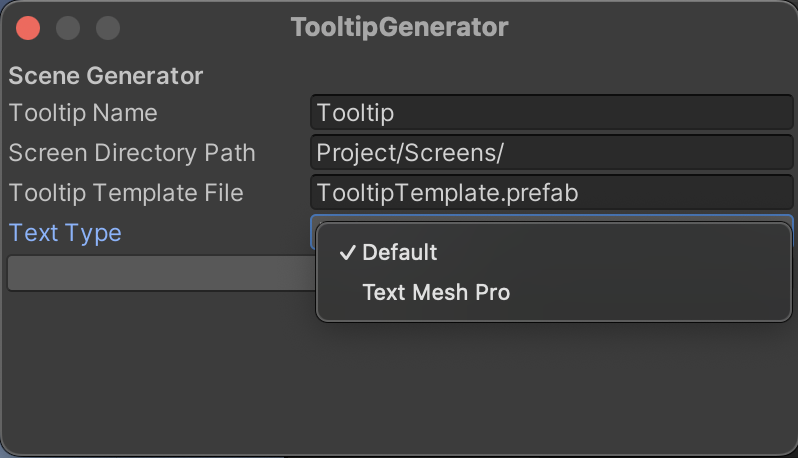 TooltipGenerator
Scene Generator
Tooltip Name Tooltip
Screen Directory Path Project/Screens/
Tooltip Template File TooltipTemplate.prefab
Text Type
✓ Default
Text Mesh Pro